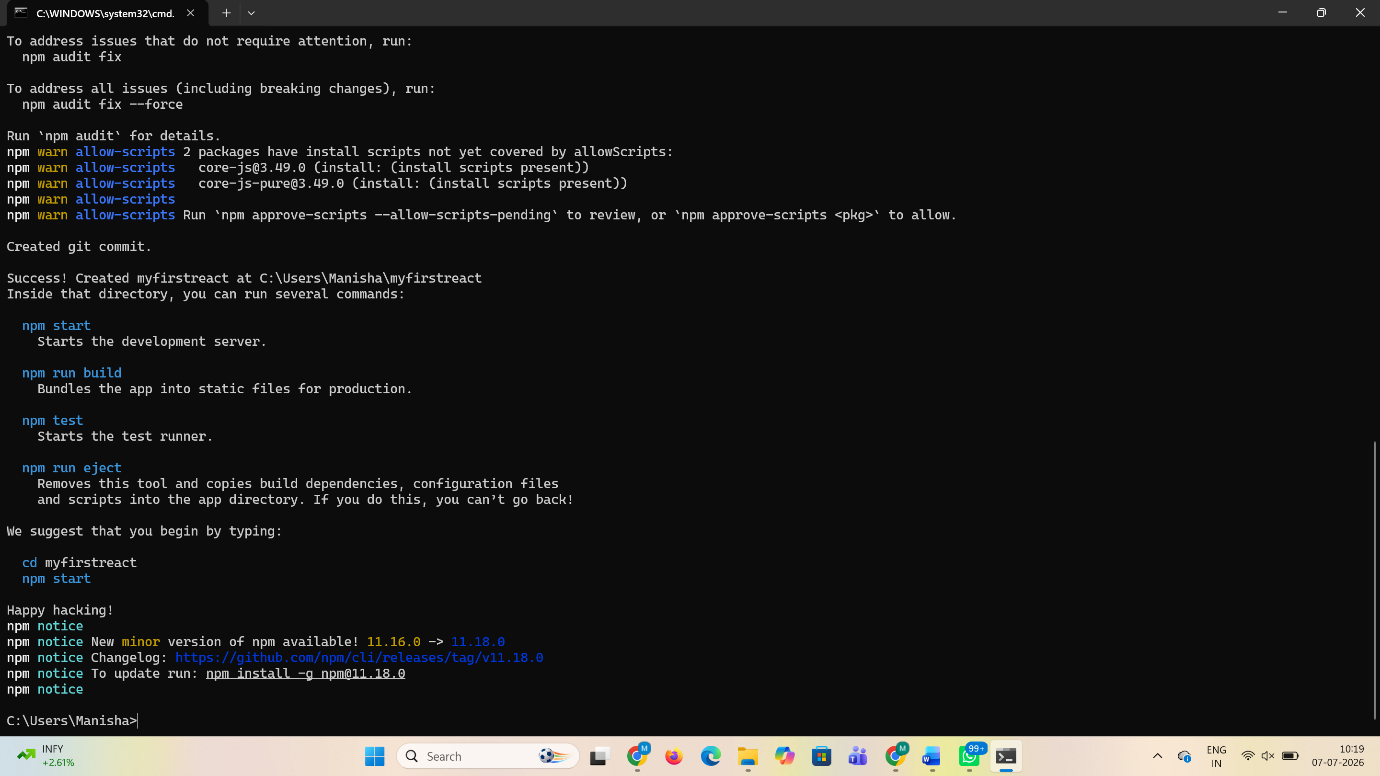 C:\WINDOWS\system32\cmd.
To address issues that do not require attention, run:
npm audit fix
To address all issues (including breaking changes), run:
npm audit fix --force
Run `npm audit` for details.
npm warn allow-scripts 2 packages have install scripts not yet covered by allowScripts:
npm warn allow-scripts   core-js@3.49.0 (install: (install scripts present))
npm warn allow-scripts   core-js-pure@3.49.0 (install: (install scripts present))
npm warn allow-scripts
npm warn allow-scripts Run `npm approve-scripts --allow-scripts-pending` to review, or `npm approve-scripts <pkg>` to allow.
Created git commit.
Success! Created myfirstreact at C:\Users\Manisha\myfirstreact
Inside that directory, you can run several commands:
npm start
Starts the development server.
npm run build
Bundles the app into static files for production.
npm test
Starts the test runner.
npm run eject
Removes this tool and copies build dependencies, configuration files
and scripts into the app directory. If you do this, you can't go back!
We suggest that you begin by typing:
cd myfirstreact
npm start
Happy hacking!
npm notice
npm notice New minor version of npm available! 11.16.0 -> 11.18.0
npm notice Changelog: https://github.com/npm/cli/releases/tag/v11.18.0
npm notice To update run: npm install -g npm@11.18.0
npm notice
C:\Users\Manisha>
INFY
+2.61%
Search
M
M
99+
ENG
IN
10:19
07-07-2026